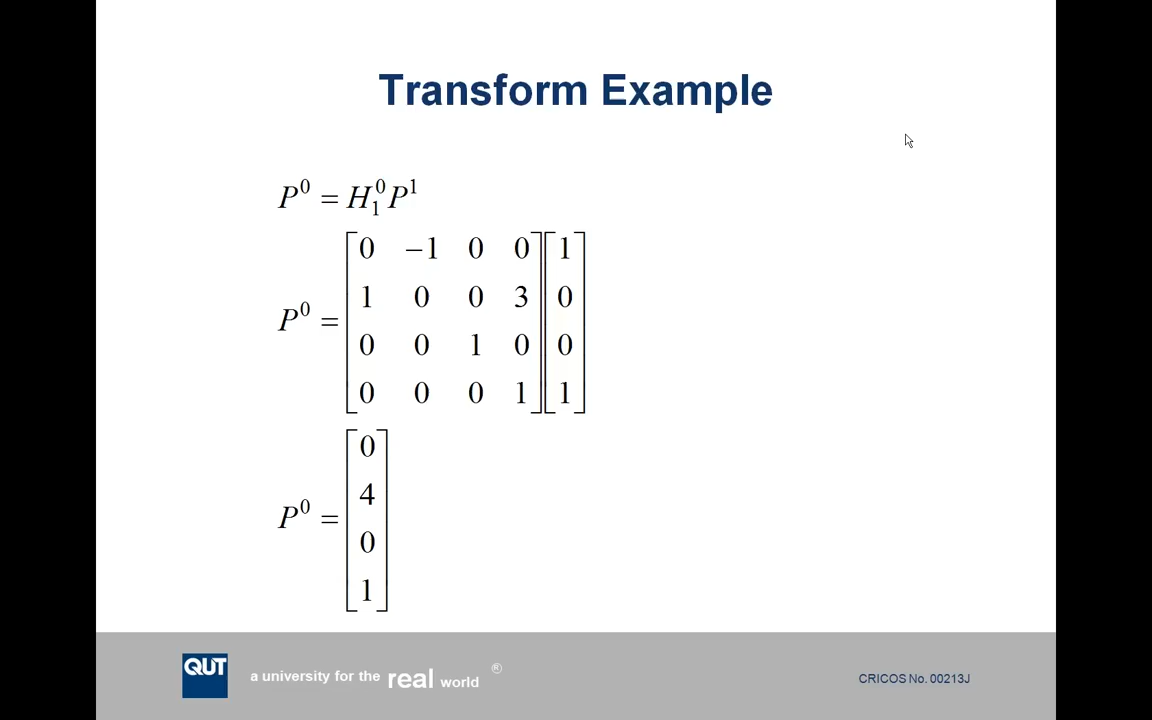 Transform Example
P⁰ = H₁⁰P¹
P⁰ = [0 −1 0 0; 1 0 0 3; 0 0 1 0; 0 0 0 1][1; 0; 0; 1]
P⁰ = [0; 4; 0; 1]
QUT a university for the real world ® CRICOS No. 00213J